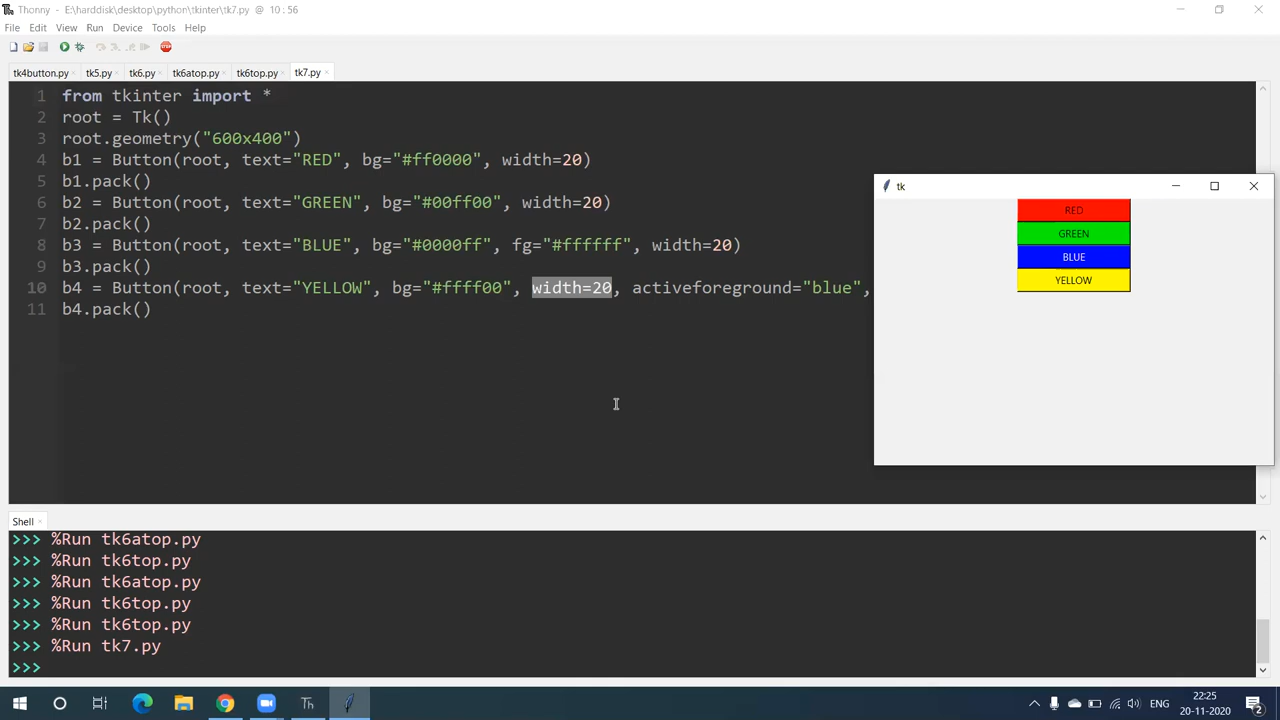 Thonny - E:\harddisk\desktop\python\tkinter\tk7.py @ 10 : 56
File Edit View Run Device Tools Help
STOP
tk4button.py × tk5.py × tk6.py × tk6atop.py × tk6top.py × tk7.py ×
1 from tkinter import *
2 root = Tk()
3 root.geometry("600x400")
4 b1 = Button(root, text="RED", bg="#ff0000", width=20)
5 b1.pack()
6 b2 = Button(root, text="GREEN", bg="#00ff00", width=20)
7 b2.pack()
8 b3 = Button(root, text="BLUE", bg="#0000ff", fg="#ffffff", width=20)
9 b3.pack()
10 b4 = Button(root, text="YELLOW", bg="#ffff00", width=20, activeforeground="blue",
11 b4.pack()
tk
RED
GREEN
BLUE
YELLOW
Shell ×
>>> %Run tk6atop.py
>>> %Run tk6top.py
>>> %Run tk6atop.py
>>> %Run tk6top.py
>>> %Run tk6top.py
>>> %Run tk7.py
>>>
Th
ENG
22:25
20-11-2020
2